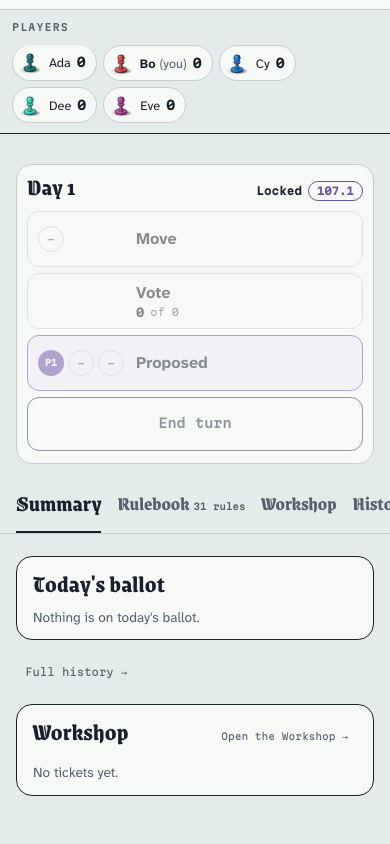 PLAYERS
Ada 0
Bo (you) 0
Cy 0
Dee 0
Eve 0
Day 1
Locked 107.1
– Move
Vote
0 of 0
P1 – – Proposed
End turn
Summary Rulebook 31 rules Workshop Histo
Today's ballot
Nothing is on today's ballot.
Full history →
Workshop
Open the Workshop →
No tickets yet.